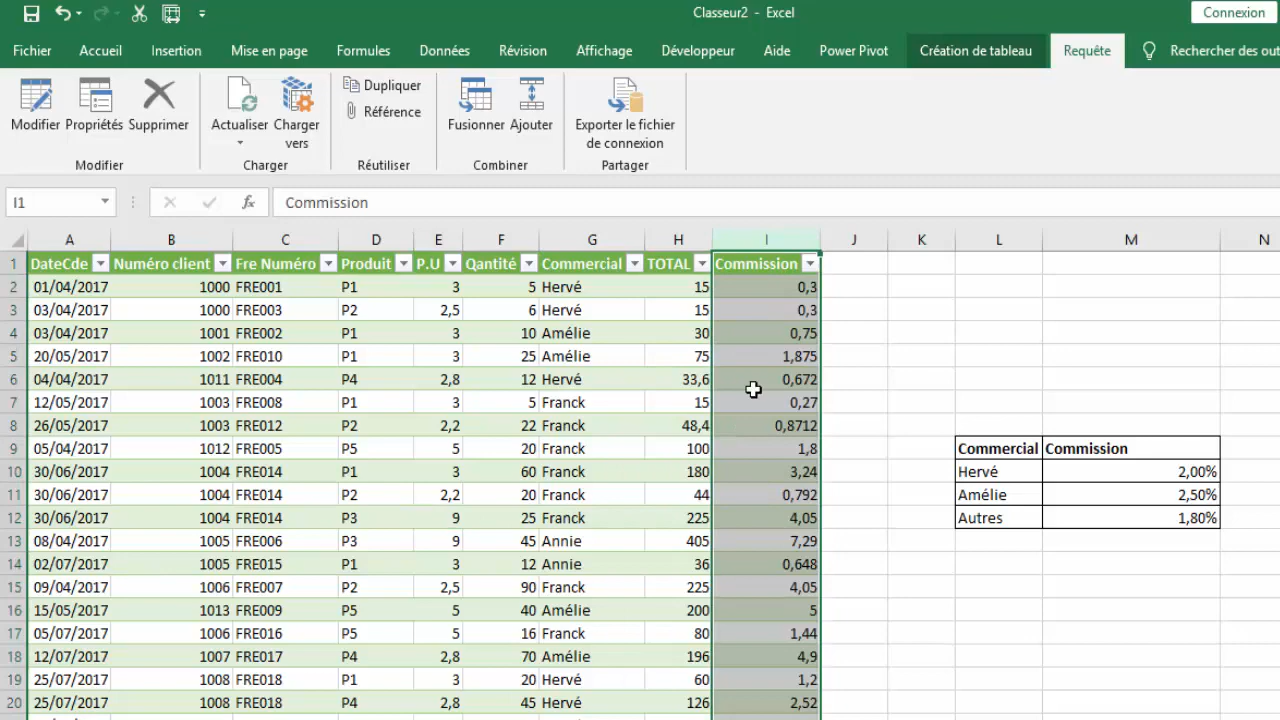 Classeur2 - Excel
Connexion
Fichier Accueil Insertion Mise en page Formules Données Révision Affichage Développeur Aide Power Pivot Création de tableau Requête Rechercher des out
Modifier Propriétés Supprimer Actualiser Charger vers Dupliquer Référence Fusionner Ajouter Exporter le fichier de connexion
Modifier Charger Réutiliser Combiner Partager
I1 fx Commission
A B C D E F G H I J K L M N
1 DateCde Numéro client Fre Numéro Produit P.U Qantité Commercial TOTAL Commission
2 01/04/2017 1000 FRE001 P1 3 5 Hervé 15 0,3
3 03/04/2017 1000 FRE003 P2 2,5 6 Hervé 15 0,3
4 03/04/2017 1001 FRE002 P1 3 10 Amélie 30 0,75
5 20/05/2017 1002 FRE010 P1 3 25 Amélie 75 1,875
6 04/04/2017 1011 FRE004 P4 2,8 12 Hervé 33,6 0,672
7 12/05/2017 1003 FRE008 P1 3 5 Franck 15 0,27
8 26/05/2017 1003 FRE012 P2 2,2 22 Franck 48,4 0,8712
9 05/04/2017 1012 FRE005 P5 5 20 Franck 100 1,8 Commercial Commission
10 30/06/2017 1004 FRE014 P1 3 60 Franck 180 3,24 Hervé 2,00%
11 30/06/2017 1004 FRE014 P2 2,2 20 Franck 44 0,792 Amélie 2,50%
12 30/06/2017 1004 FRE014 P3 9 25 Franck 225 4,05 Autres 1,80%
13 08/04/2017 1005 FRE006 P3 9 45 Annie 405 7,29
14 02/07/2017 1005 FRE015 P1 3 12 Annie 36 0,648
15 09/04/2017 1006 FRE007 P2 2,5 90 Franck 225 4,05
16 15/05/2017 1013 FRE009 P5 5 40 Amélie 200 5
17 05/07/2017 1006 FRE016 P5 5 16 Franck 80 1,44
18 12/07/2017 1007 FRE017 P4 2,8 70 Amélie 196 4,9
19 25/07/2017 1008 FRE018 P1 3 20 Hervé 60 1,2
20 25/07/2017 1008 FRE018 P4 2,8 45 Hervé 126 2,52